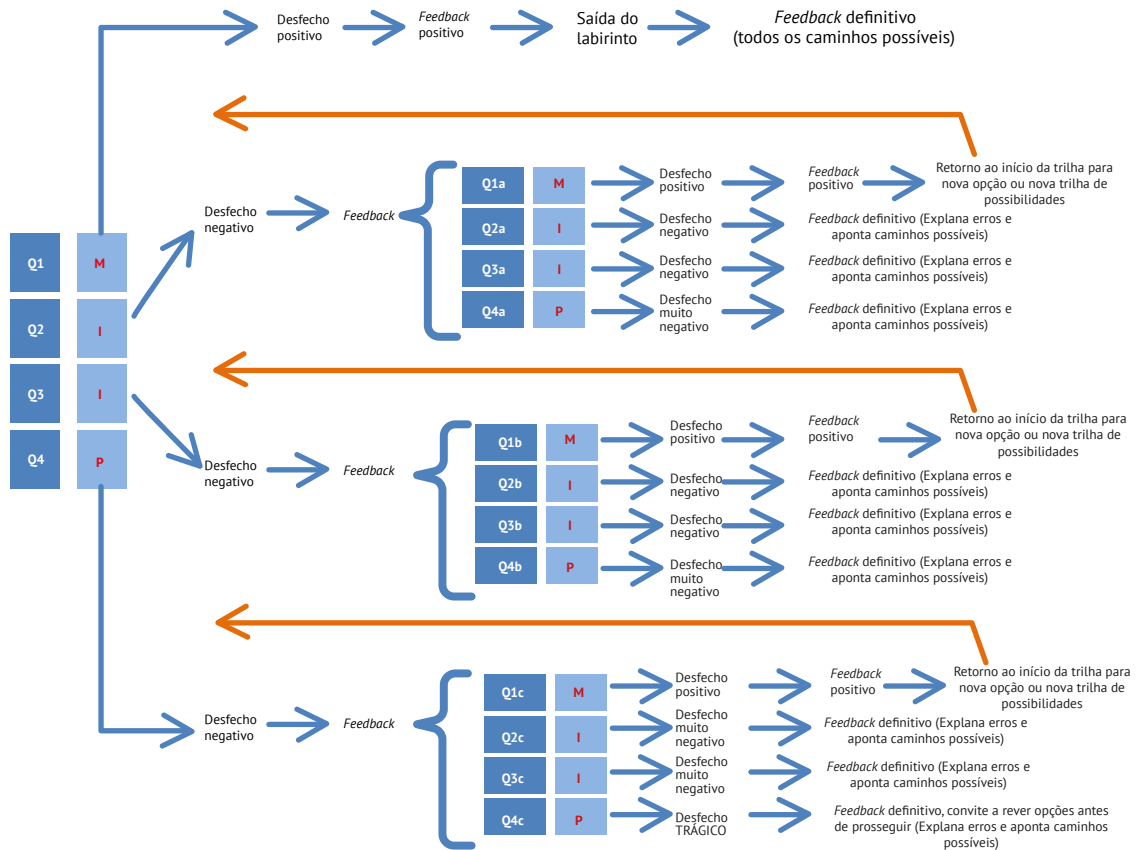 Desfecho
positivo
Feedback
positivo
Saída do
labirinto
Feedback definitivo
(todos os caminhos possíveis)
Q1
M
Q2
I
Q3
I
Q4
P
Desfecho
negativo
Feedback
Q1a
M
Desfecho
positivo
Feedback
positivo
Retorno ao início da trilha para
nova opção ou nova trilha de
possibilidades
Q2a
I
Desfecho
negativo
Feedback definitivo (Explana erros e
aponta caminhos possíveis)
Q3a
I
Desfecho
negativo
Feedback definitivo (Explana erros e
aponta caminhos possíveis)
Q4a
P
Desfecho
muito
negativo
Feedback definitivo (Explana erros e
aponta caminhos possíveis)
Desfecho
negativo
Feedback
Q1b
M
Desfecho
positivo
Feedback
positivo
Retorno ao início da trilha para
nova opção ou nova trilha de
possibilidades
Q2b
I
Desfecho
negativo
Feedback definitivo (Explana erros e
aponta caminhos possíveis)
Q3b
I
Desfecho
negativo
Feedback definitivo (Explana erros e
aponta caminhos possíveis)
Q4b
P
Desfecho
muito
negativo
Feedback definitivo (Explana erros e
aponta caminhos possíveis)
Desfecho
negativo
Feedback
Q1c
M
Desfecho
positivo
Feedback
positivo
Retorno ao início da trilha para
nova opção ou nova trilha de
possibilidades
Q2c
I
Desfecho
muito
negativo
Feedback definitivo (Explana erros e
aponta caminhos possíveis)
Q3c
I
Desfecho
muito
negativo
Feedback definitivo (Explana erros e
aponta caminhos possíveis)
Q4c
P
Desfecho
TRÁGICO
Feedback definitivo, convite a rever opções antes
de prosseguir (Explana erros e aponta caminhos
possíveis)